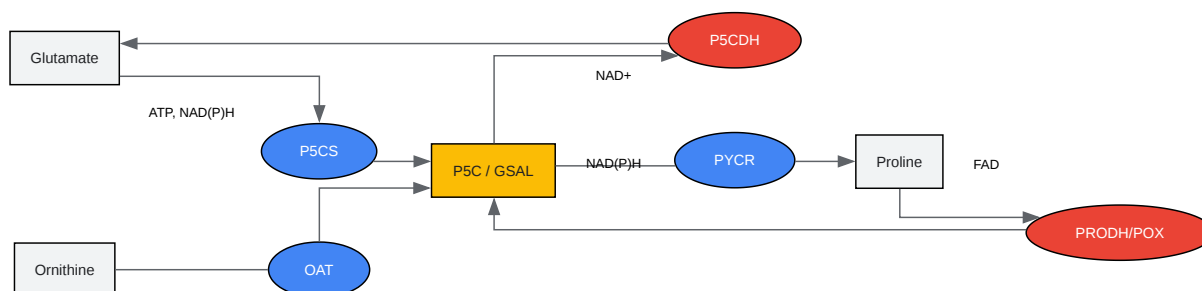 P5CDH
Glutamate
NAD+
ATP, NAD(P)H
P5CS
P5C / GSAL
NAD(P)H
PYCR
Proline
FAD
PRODH/POX
Ornithine
OAT